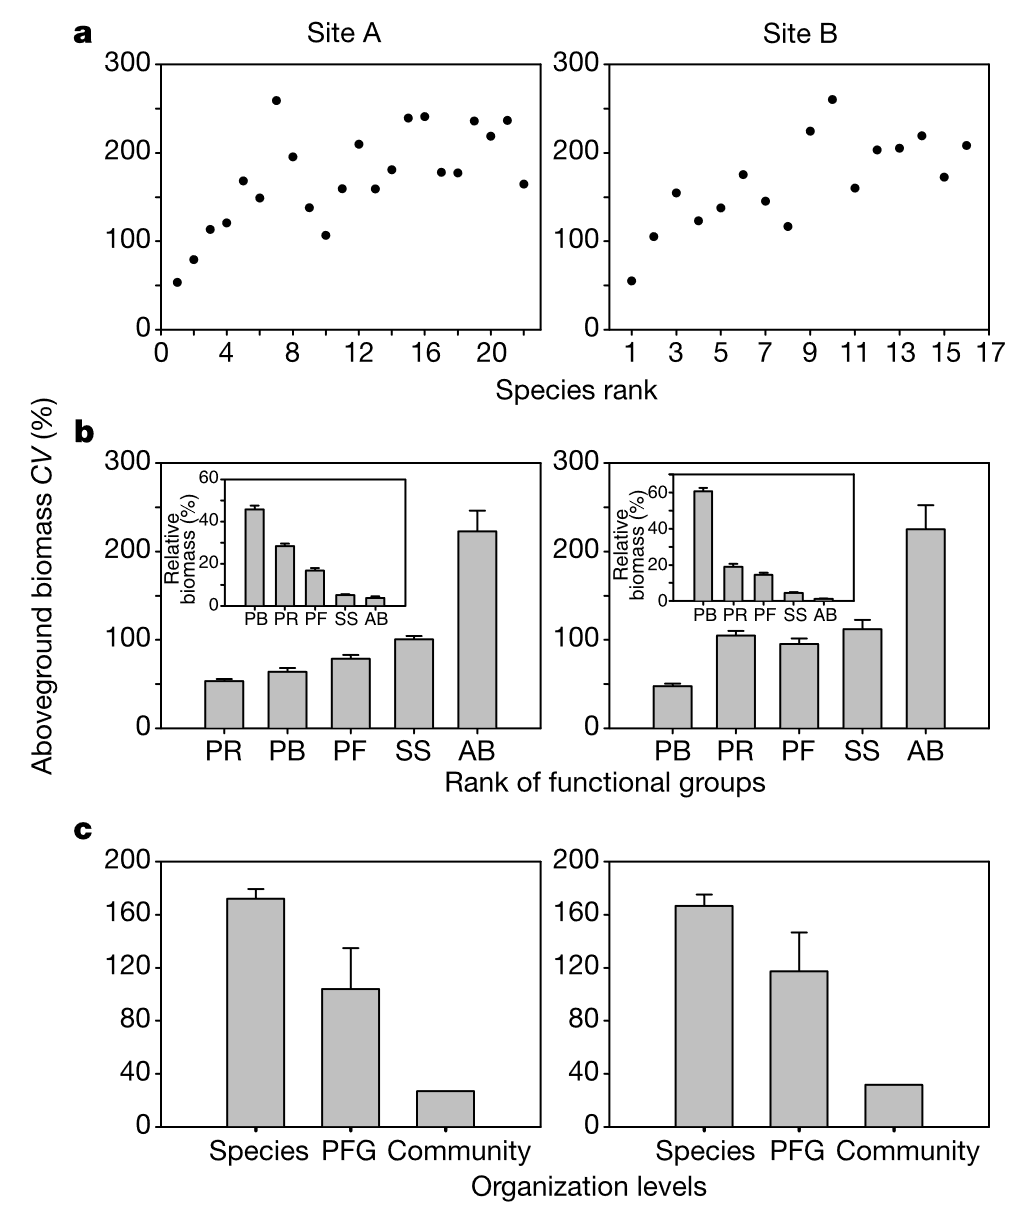 a
Site A
Site B
300
200
100
0
0 4 8 12 16 20
300
200
100
0
1 3 5 7 9 11 13 15 17
Species rank
Aboveground biomass CV (%)
b
300
200
100
0
PR PB PF SS AB
Relative
biomass (%)
60
40
20
0
PB PR PF SS AB
300
200
100
0
PB PR PF SS AB
Relative
biomass (%)
60
40
20
0
PB PR PF SS AB
Rank of functional groups
c
200
160
120
80
40
0
Species PFG Community
200
160
120
80
40
0
Species PFG Community
Organization levels